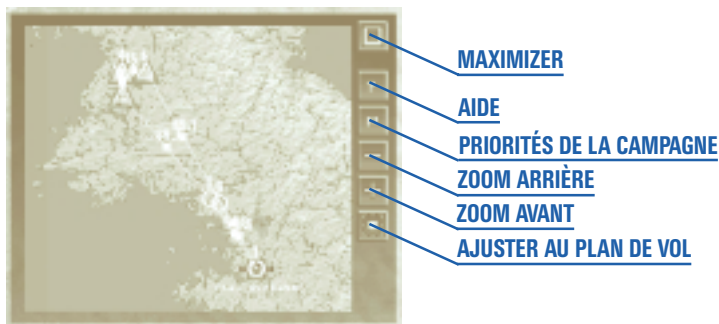 MAXIMIZER
AIDE
PRIORITÉS DE LA CAMPAGNE
ZOOM ARRIÈRE
ZOOM AVANT
AJUSTER AU PLAN DE VOL